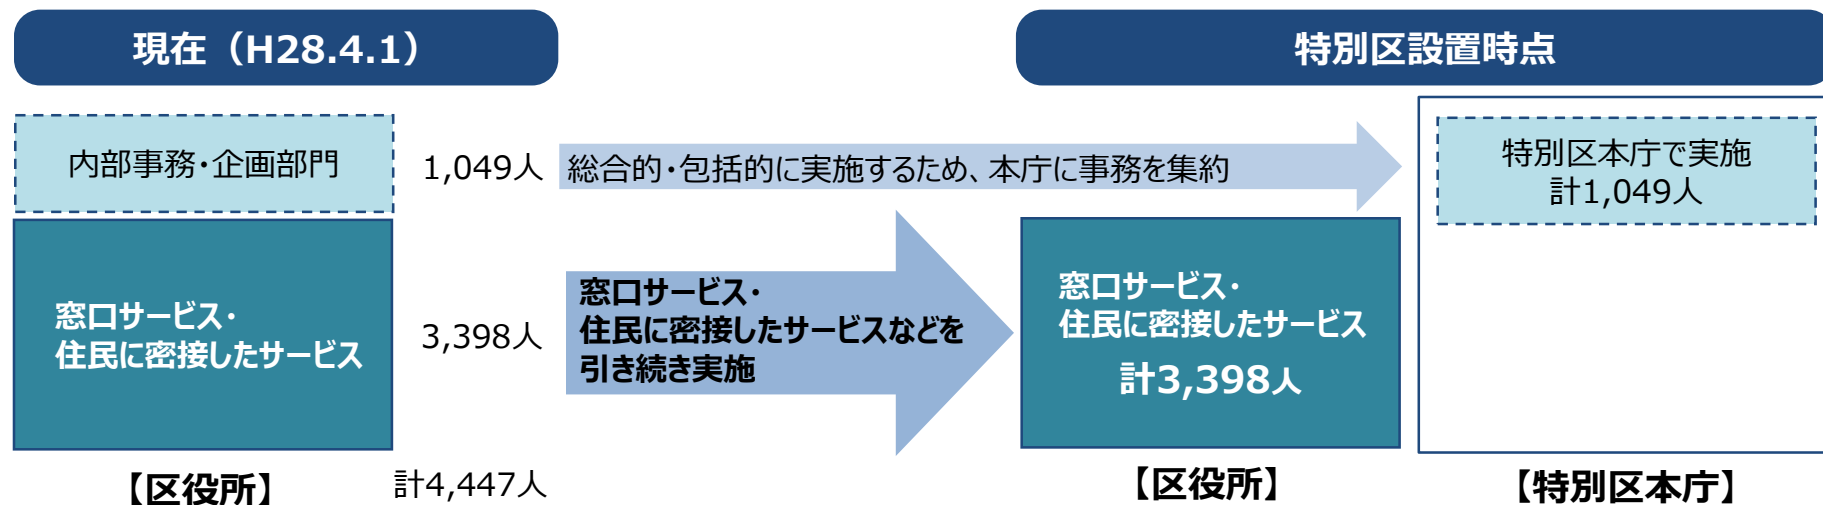 現在（H28.4.1）
特別区設置時点
内部事務・企画部門
1,049人
総合的・包括的に実施するため、本庁に事務を集約
特別区本庁で実施
計1,049人
窓口サービス・
住民に密接したサービス
3,398人
窓口サービス・
住民に密接したサービスなどを
引き続き実施
窓口サービス・
住民に密接したサービス
計3,398人
【区役所】
計4,447人
【区役所】
【特別区本庁】